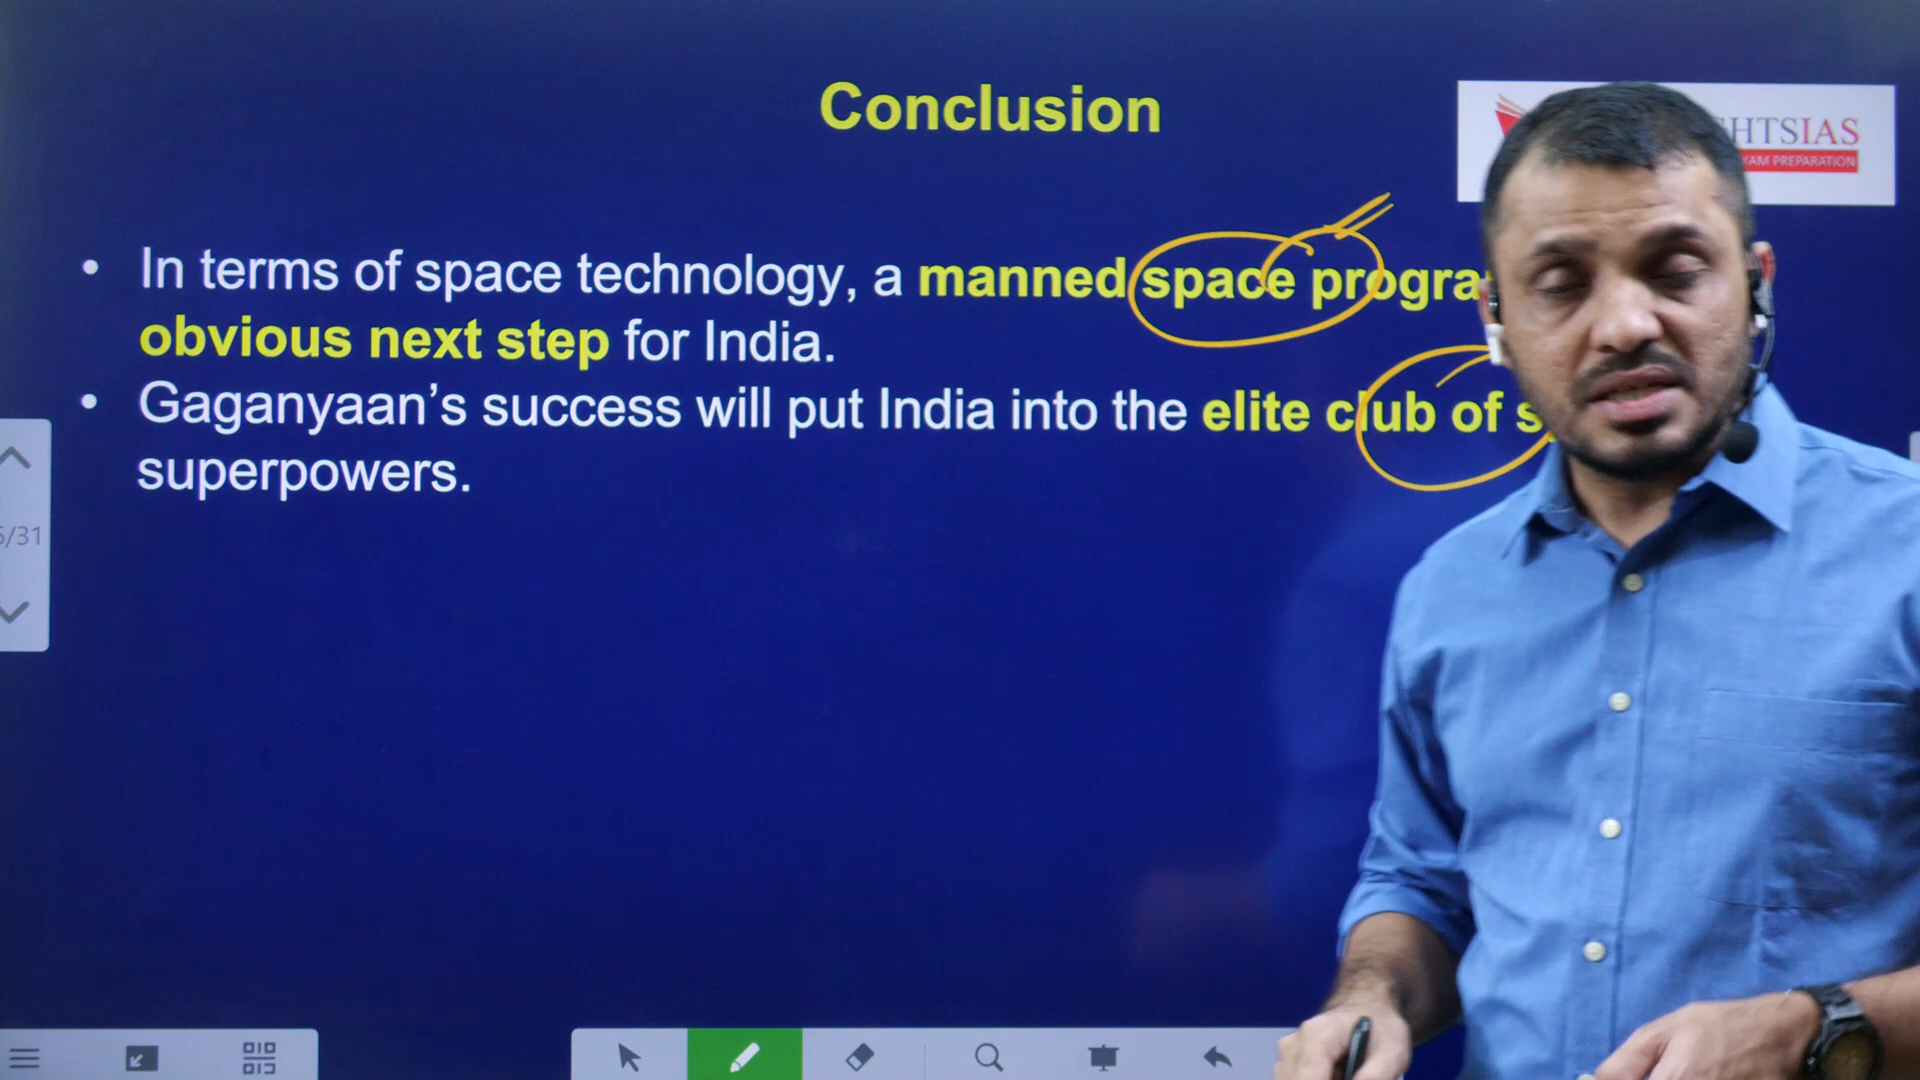 Conclusion
HTSIAS
XAM PREPARATION
• In terms of space technology, a manned space progra
obvious next step for India.
• Gaganyaan’s success will put India into the elite club of s
superpowers.
/31